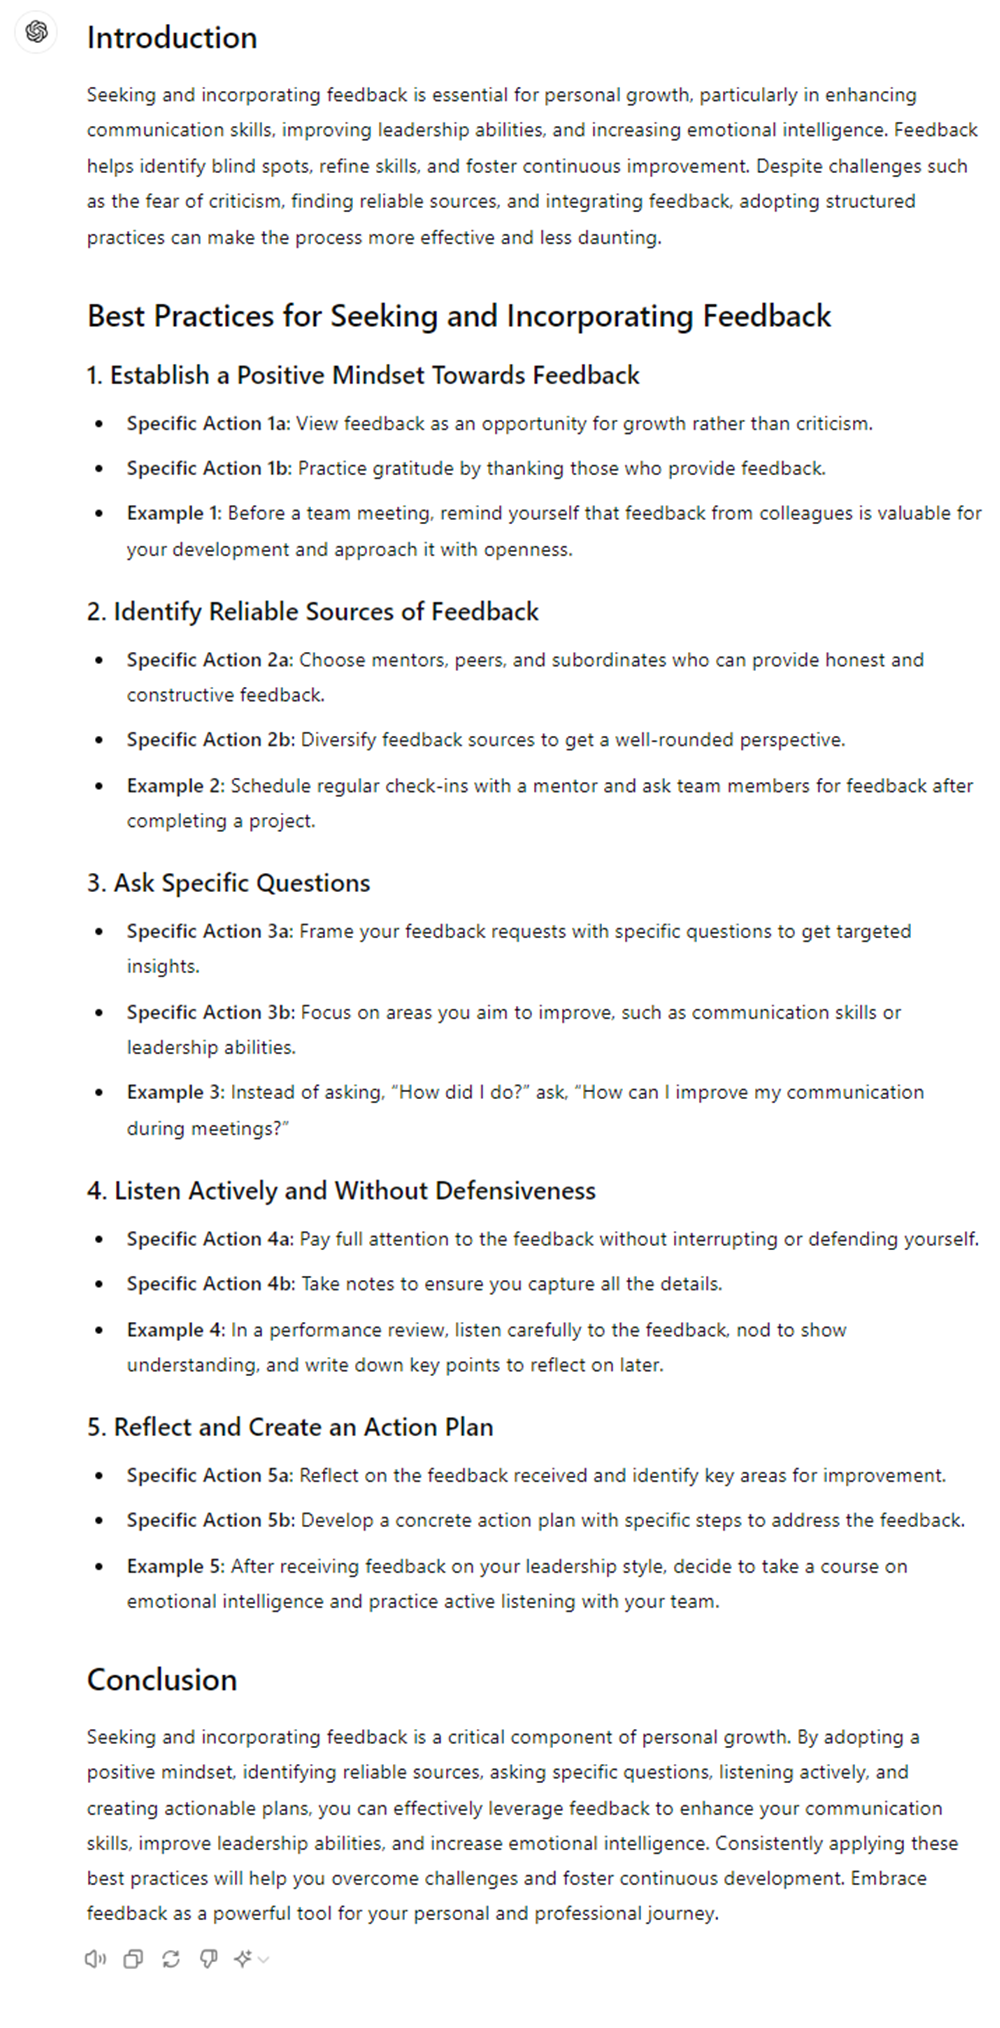 Introduction
Seeking and incorporating feedback is essential for personal growth, particularly in enhancing
communication skills, improving leadership abilities, and increasing emotional intelligence. Feedback
helps identify blind spots, refine skills, and foster continuous improvement. Despite challenges such
as the fear of criticism, finding reliable sources, and integrating feedback, adopting structured
practices can make the process more effective and less daunting.
Best Practices for Seeking and Incorporating Feedback
1. Establish a Positive Mindset Towards Feedback
• Specific Action 1a: View feedback as an opportunity for growth rather than criticism.
• Specific Action 1b: Practice gratitude by thanking those who provide feedback.
• Example 1: Before a team meeting, remind yourself that feedback from colleagues is valuable for
your development and approach it with openness.
2. Identify Reliable Sources of Feedback
• Specific Action 2a: Choose mentors, peers, and subordinates who can provide honest and
constructive feedback.
• Specific Action 2b: Diversify feedback sources to get a well-rounded perspective.
• Example 2: Schedule regular check-ins with a mentor and ask team members for feedback after
completing a project.
3. Ask Specific Questions
• Specific Action 3a: Frame your feedback requests with specific questions to get targeted
insights.
• Specific Action 3b: Focus on areas you aim to improve, such as communication skills or
leadership abilities.
• Example 3: Instead of asking, “How did I do?” ask, “How can I improve my communication
during meetings?”
4. Listen Actively and Without Defensiveness
• Specific Action 4a: Pay full attention to the feedback without interrupting or defending yourself.
• Specific Action 4b: Take notes to ensure you capture all the details.
• Example 4: In a performance review, listen carefully to the feedback, nod to show
understanding, and write down key points to reflect on later.
5. Reflect and Create an Action Plan
• Specific Action 5a: Reflect on the feedback received and identify key areas for improvement.
• Specific Action 5b: Develop a concrete action plan with specific steps to address the feedback.
• Example 5: After receiving feedback on your leadership style, decide to take a course on
emotional intelligence and practice active listening with your team.
Conclusion
Seeking and incorporating feedback is a critical component of personal growth. By adopting a
positive mindset, identifying reliable sources, asking specific questions, listening actively, and
creating actionable plans, you can effectively leverage feedback to enhance your communication
skills, improve leadership abilities, and increase emotional intelligence. Consistently applying these
best practices will help you overcome challenges and foster continuous development. Embrace
feedback as a powerful tool for your personal and professional journey.